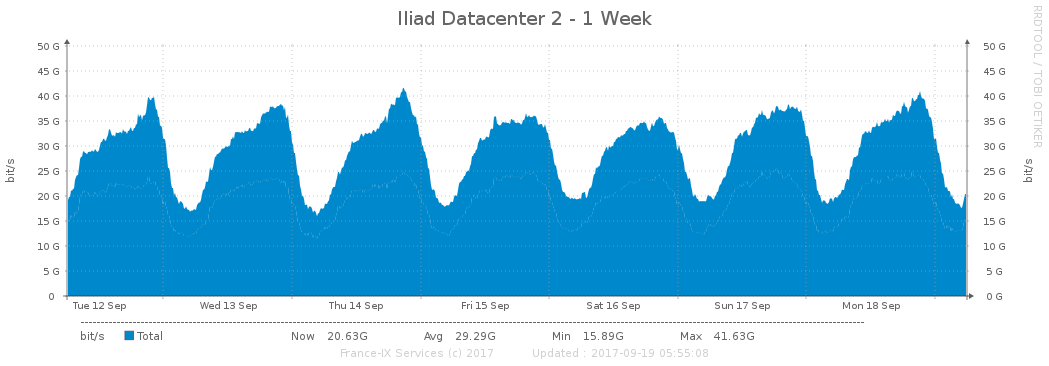 Iliad Datacenter 2 - 1 Week
RRDTOOL / TOBI OETIKER
50 G 50 G
45 G 45 G
40 G 40 G
35 G 35 G
30 G 30 G
25 G 25 G
20 G 20 G
15 G 15 G
10 G 10 G
5 G 5 G
0 0 G
bit/s bit/s
Tue 12 Sep Wed 13 Sep Thu 14 Sep Fri 15 Sep Sat 16 Sep Sun 17 Sep Mon 18 Sep
bit/s Total Now 20.63G Avg 29.29G Min 15.89G Max 41.63G
France-IX Services (c) 2017 Updated : 2017-09-19 05:55:08